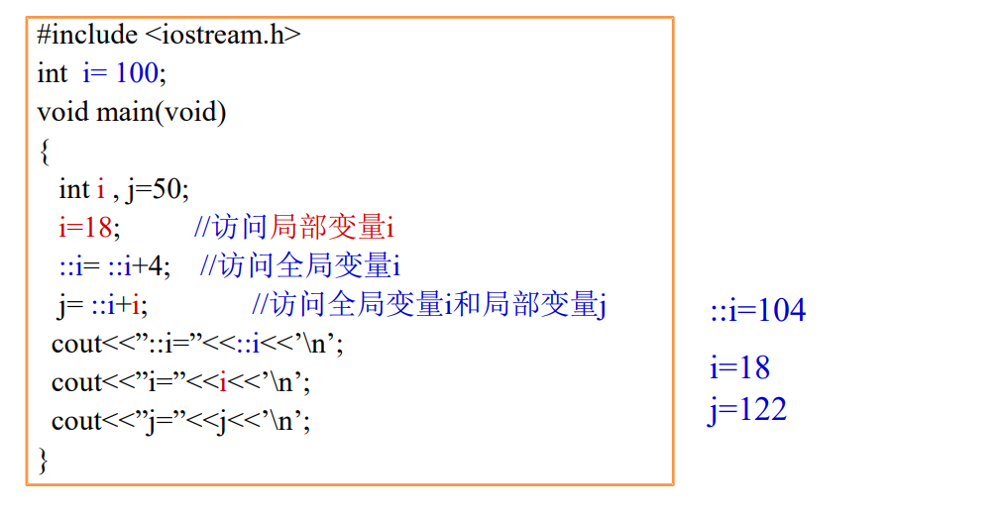 #include <iostream.h>
int  i= 100;
void main(void)
{
int i , j=50;
i=18;  //访问局部变量i
::i= ::i+4;  //访问全局变量i
j= ::i+i;  //访问全局变量i和局部变量j
cout<<”::i=”<<::i<<’\n’;
cout<<”i=”<<i<<’\n’;
cout<<”j=”<<j<<’\n’;
}
::i=104
i=18
j=122